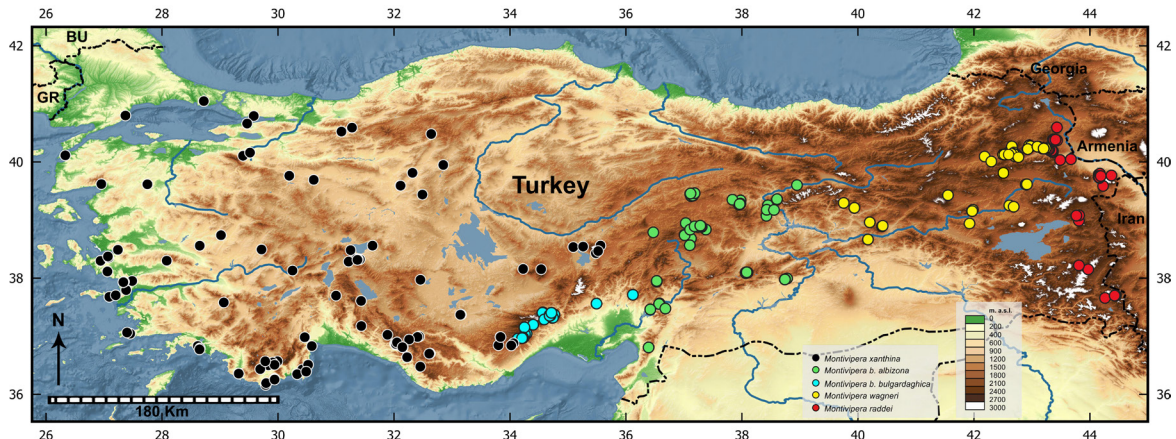 26 28 30 32 34 36 38 40 42 44
42 BU 42
Georgia
GR
40 Armenia 40
Turkey
Iran
38 38
N
m. a.s.l.
0
200
400
600
900
1200
1500
1800
2100
2400
2700
3000
Montivipera xanthina
Montivipera b. albizona
Montivipera b. bulgardaghica
Montivipera wagneri
Montivipera raddei
36 36
180 Km
26 28 30 32 34 36 38 40 42 44